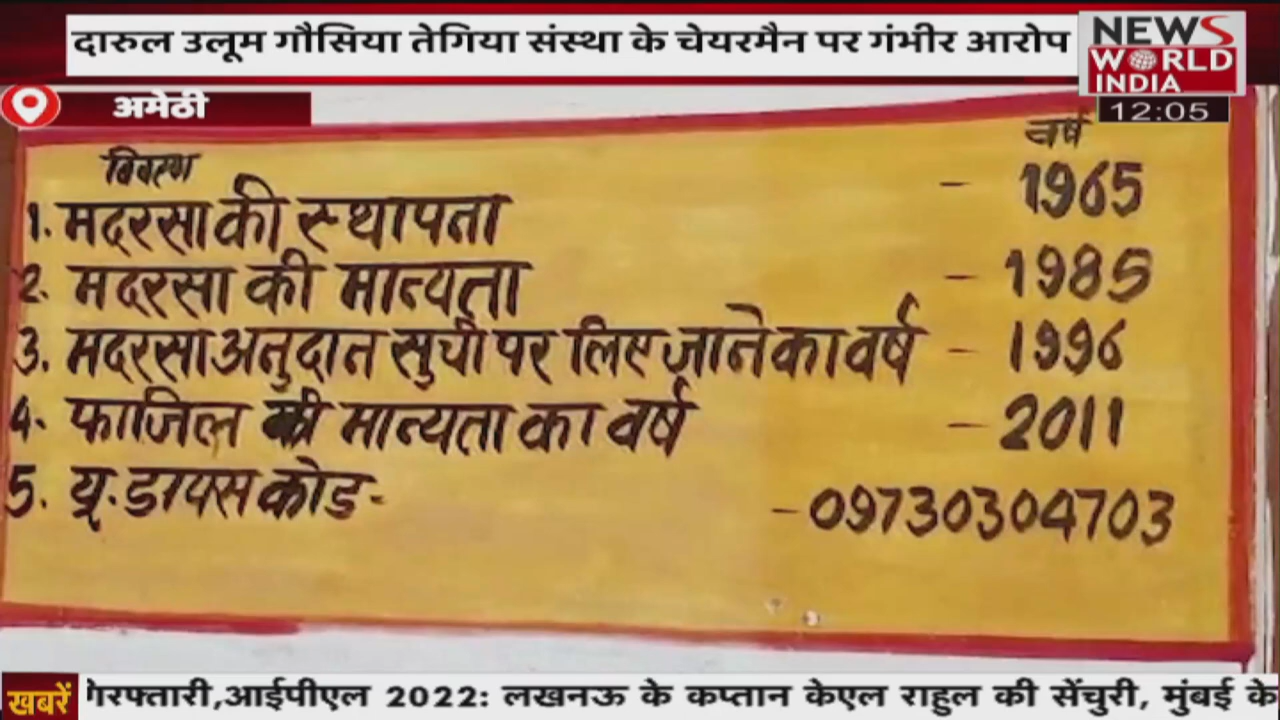 दारुल उलूम गौसिया तेगिया संस्था के चेयरमैन पर गंभीर आरोप
NEWS
WORLD
INDIA
12:05
अमेठी
विवरण वर्ष
1. मदरसा की स्थापता - 1965
2. मदरसा की मान्यता - 1985
3. मदरसा अनुदान सुची पर लिए जाने का वर्ष - 1996
4. फाजिल की मान्यता का वर्ष - 2011
5. यू.डायस कोड- - 09730304703
खबरें गिरफ्तारी,आईपीएल 2022: लखनऊ के कप्तान केएल राहुल की सेंचुरी, मुंबई के